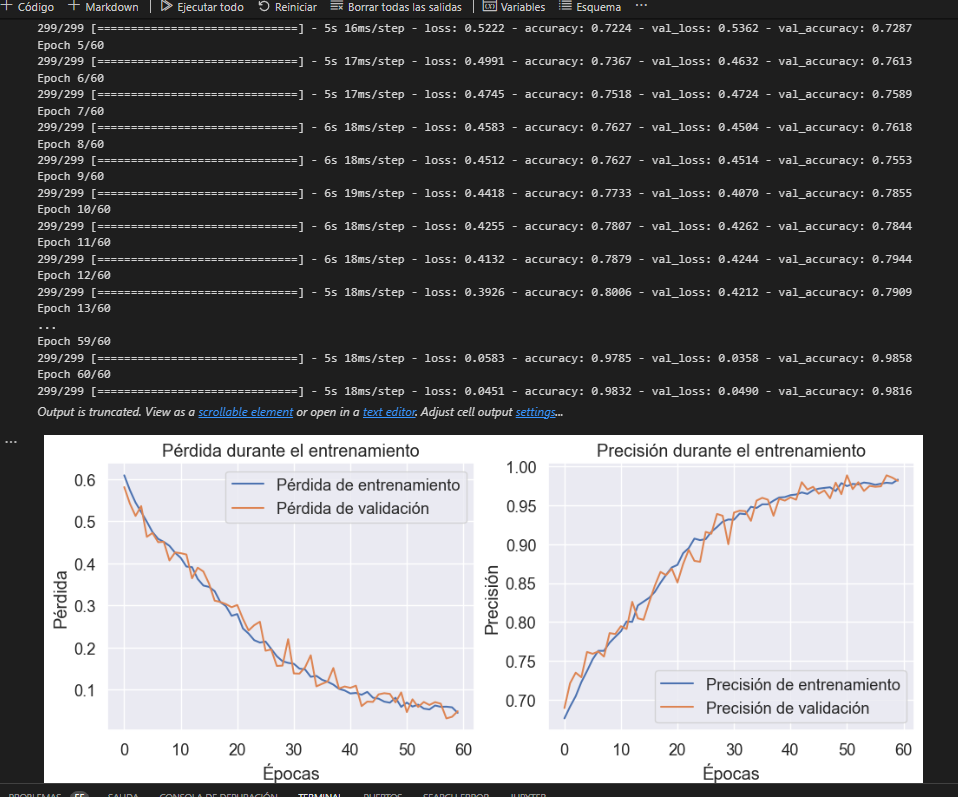 Código Markdown Ejecutar todo Reiniciar Borrar todas las salidas Variables Esquema ...
299/299 [==============================] - 5s 16ms/step - loss: 0.5222 - accuracy: 0.7224 - val_loss: 0.5362 - val_accuracy: 0.7287
Epoch 5/60
299/299 [==============================] - 5s 17ms/step - loss: 0.4991 - accuracy: 0.7367 - val_loss: 0.4632 - val_accuracy: 0.7613
Epoch 6/60
299/299 [==============================] - 5s 17ms/step - loss: 0.4745 - accuracy: 0.7518 - val_loss: 0.4724 - val_accuracy: 0.7589
Epoch 7/60
299/299 [==============================] - 6s 18ms/step - loss: 0.4583 - accuracy: 0.7627 - val_loss: 0.4504 - val_accuracy: 0.7618
Epoch 8/60
299/299 [==============================] - 6s 18ms/step - loss: 0.4512 - accuracy: 0.7627 - val_loss: 0.4514 - val_accuracy: 0.7553
Epoch 9/60
299/299 [==============================] - 6s 19ms/step - loss: 0.4418 - accuracy: 0.7733 - val_loss: 0.4070 - val_accuracy: 0.7855
Epoch 10/60
299/299 [==============================] - 6s 18ms/step - loss: 0.4255 - accuracy: 0.7807 - val_loss: 0.4262 - val_accuracy: 0.7844
Epoch 11/60
299/299 [==============================] - 6s 18ms/step - loss: 0.4132 - accuracy: 0.7879 - val_loss: 0.4244 - val_accuracy: 0.7944
Epoch 12/60
299/299 [==============================] - 5s 18ms/step - loss: 0.3926 - accuracy: 0.8006 - val_loss: 0.4212 - val_accuracy: 0.7909
Epoch 13/60
...
Epoch 59/60
299/299 [==============================] - 5s 18ms/step - loss: 0.0583 - accuracy: 0.9785 - val_loss: 0.0358 - val_accuracy: 0.9858
Epoch 60/60
299/299 [==============================] - 5s 18ms/step - loss: 0.0451 - accuracy: 0.9832 - val_loss: 0.0490 - val_accuracy: 0.9816
Output is truncated. View as a scrollable element or open in a text editor. Adjust cell output settings...
...
Pérdida durante el entrenamiento
Pérdida de entrenamiento
Pérdida de validación
Pérdida
0.6
0.5
0.4
0.3
0.2
0.1
0 10 20 30 40 50 60
Épocas
Precisión durante el entrenamiento
Precisión
1.00
0.95
0.90
0.85
0.80
0.75
0.70
Precisión de entrenamiento
Precisión de validación
0 10 20 30 40 50 60
Épocas
PROBLEMAS 55 SALIDA CONSOLA DE DEPURACIÓN TERMINAL PUERTOS SEARCH ERROR JUPYTER